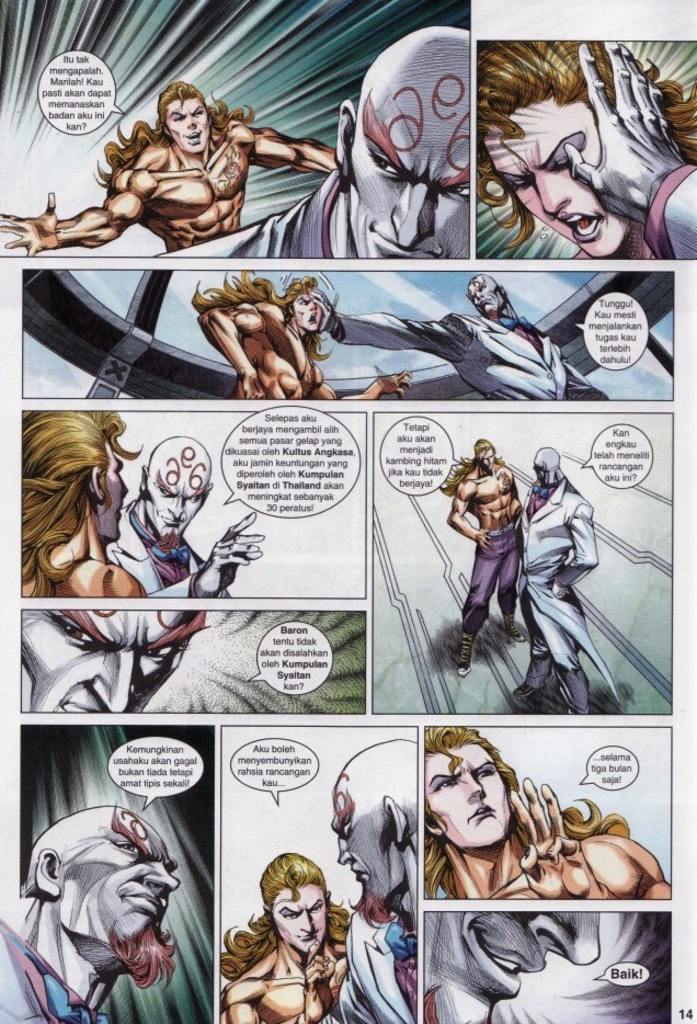 Itu tak
mengapalah.
Marilah! Kau
pasti akan dapat
memanaskan
badan aku ini
kan?
Tunggu!
Kau mesti
menjalankan
tugas kau
terlebih
dahulu!
Selepas aku
berjaya mengambil alih
semua pasar gelap yang
dikuasai oleh Kultus Angkasa,
aku jamin keuntungan yang
diperoleh oleh Kumpulan
Syaitan di Thailand akan
meningkat sebanyak
30 peratus!
Tetapi
aku akan
menjadi
kambing hitam
jika kau tidak
berjaya!
Kan
engkau
telah meneliti
rancangan
aku ini?
Baron
tentu tidak
akan disalahkan
oleh Kumpulan
Syaitan
kan?
Kemungkinan
usahaku akan gagal
bukan tiada tetapi
amat tipis sekali!
Aku boleh
menyembunyikan
rahsia rancangan
kau...
...selama
tiga bulan
saja!
Baik!
14